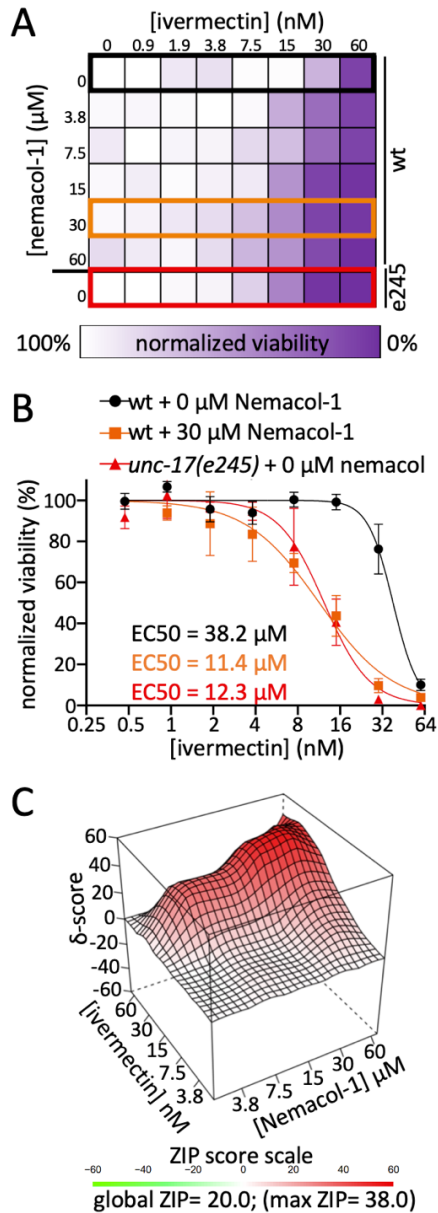 A
[ivermectin] (nM)
0 0.9 1.9 3.8 7.5 15 30 60
[nemacol-1] (μM)
0
3.8
7.5
15
30
60
0
wt
e245
100% normalized viability 0%
B
wt + 0 μM Nemacol-1
wt + 30 μM Nemacol-1
unc-17(e245) + 0 μM nemacol
normalized viability (%)
100
80
60
40
20
0
EC50 = 38.2 μM
EC50 = 11.4 μM
EC50 = 12.3 μM
0.25 0.5 1 2 4 8 16 32 64
[ivermectin] (nM)
C
δ-score
60
40
20
0
-20
-40
-60
60
30
15
7.5
3.8
[ivermectin] nM
3.8
7.5
15
30
60
[Nemacol-1] μM
ZIP score scale
−60 −40 −20 0 20 40 60
global ZIP= 20.0; (max ZIP= 38.0)